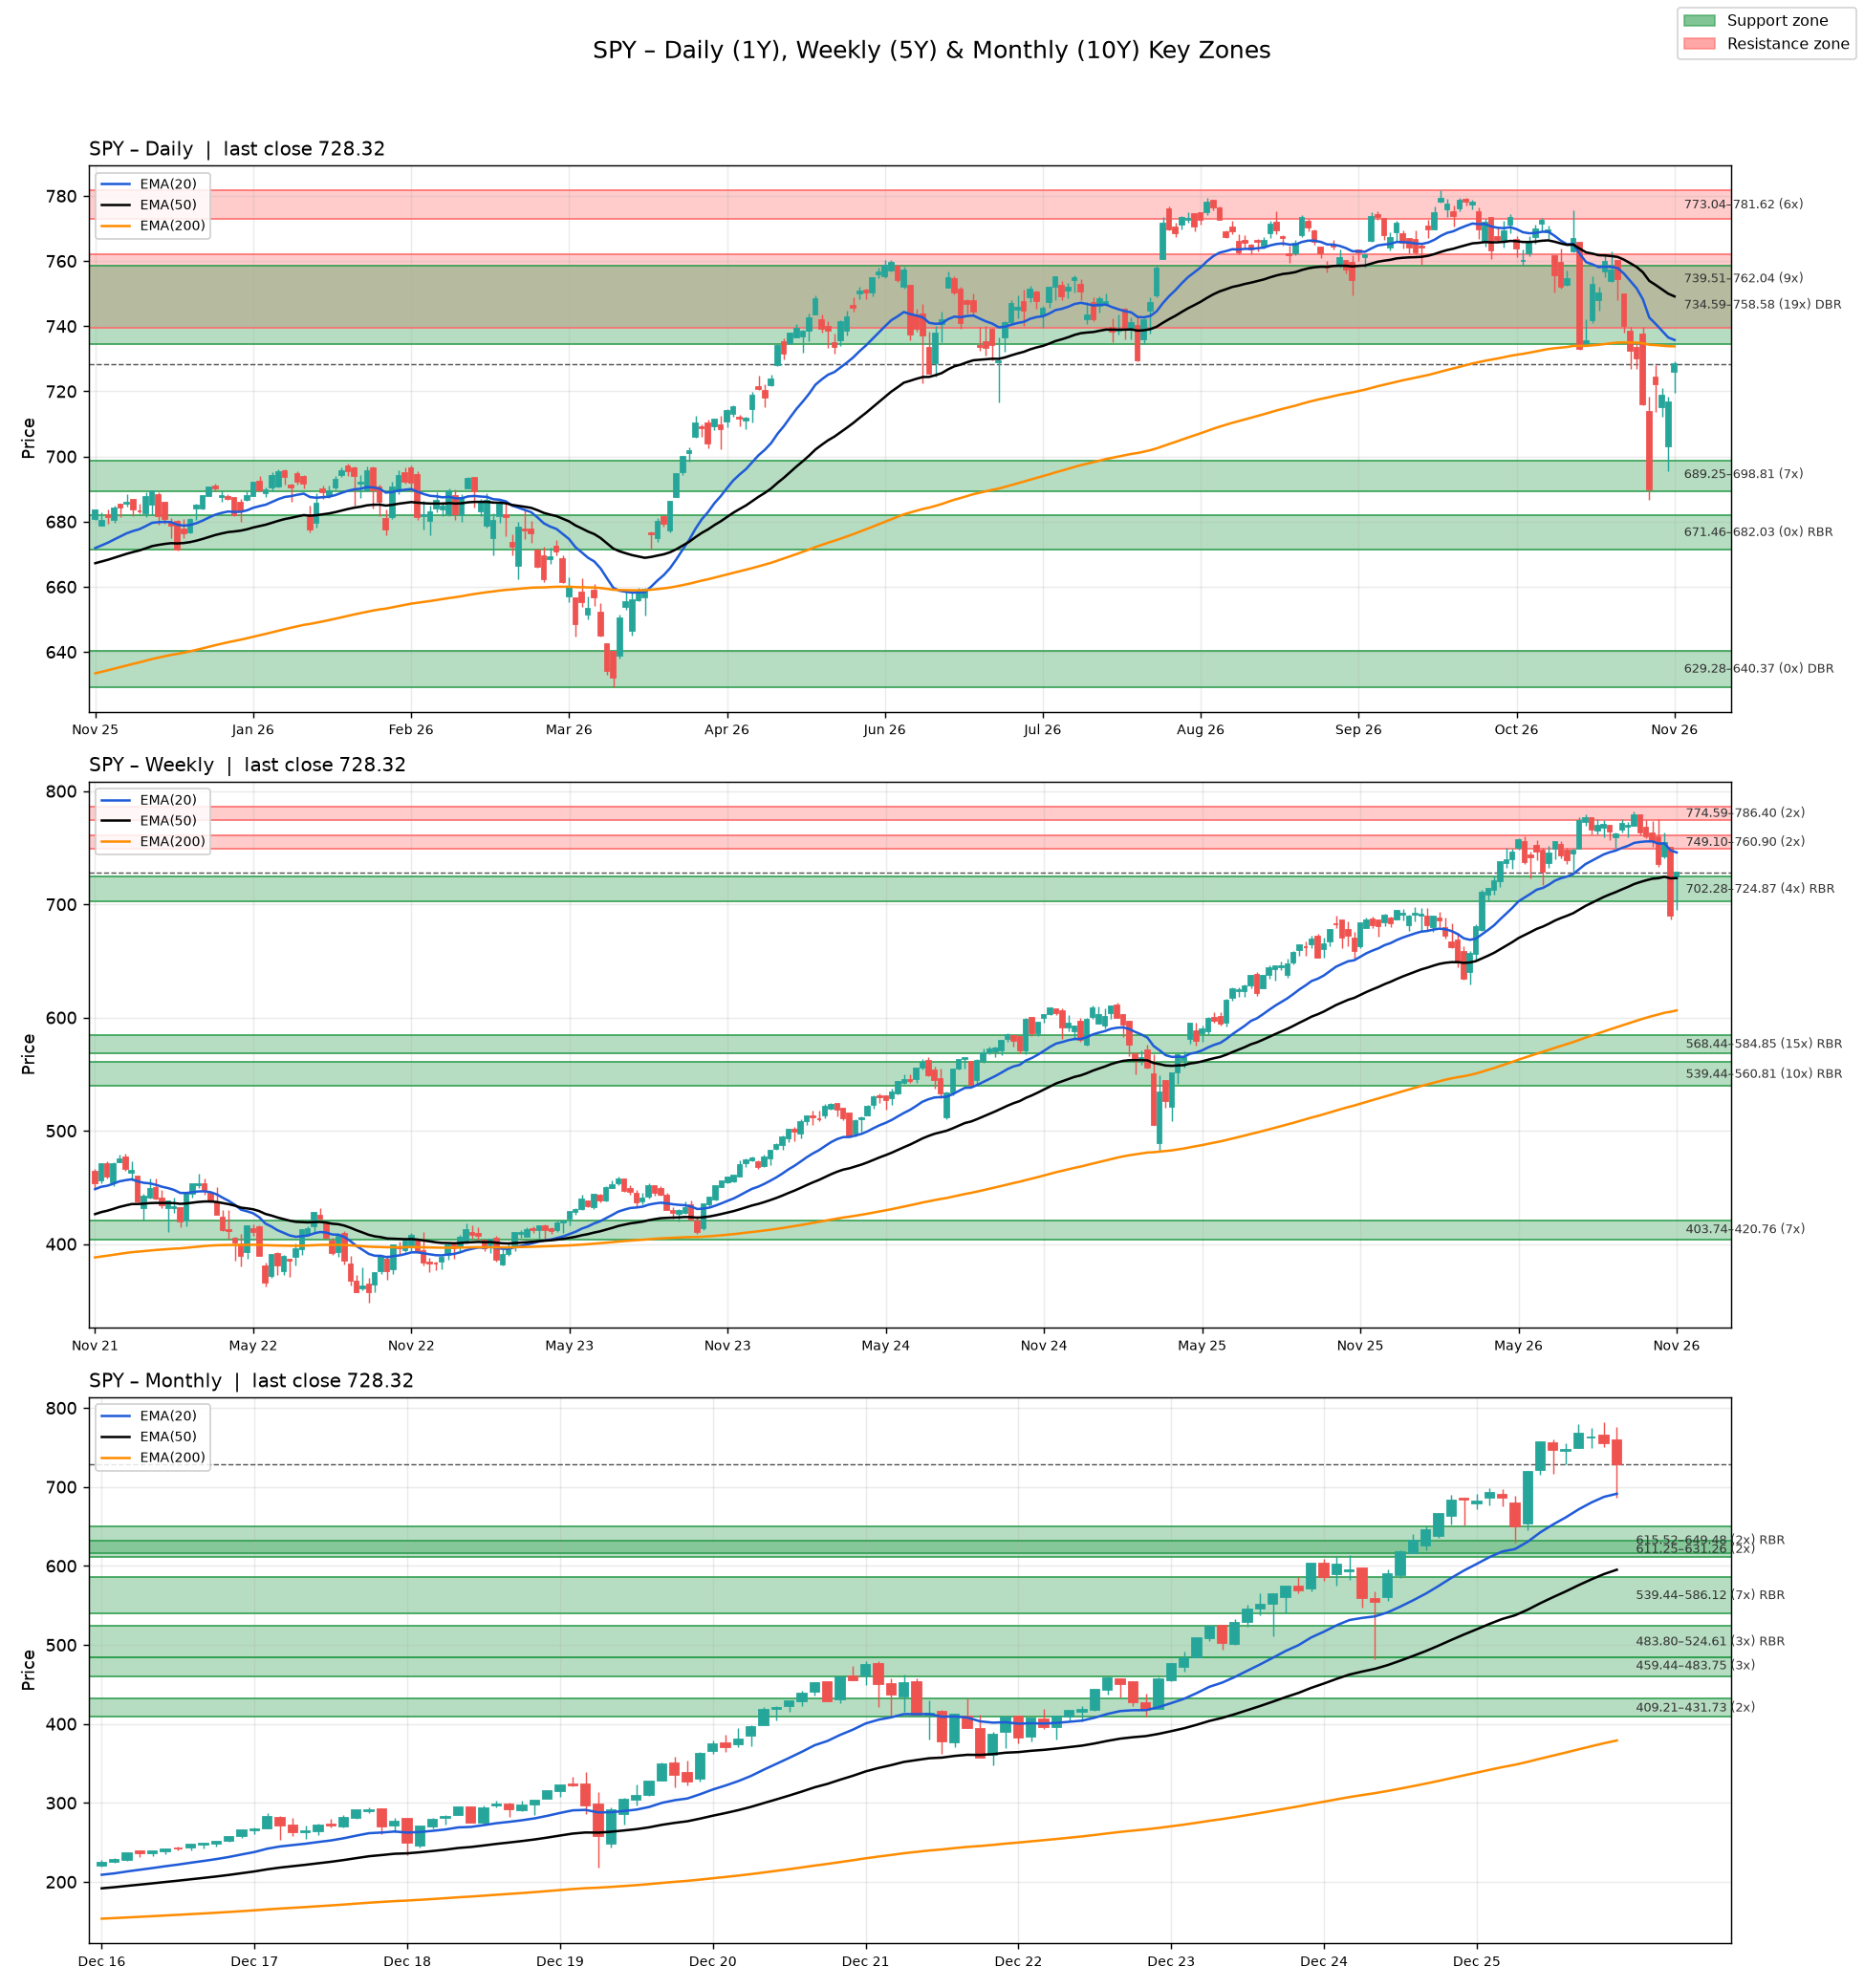 Support zone
Resistance zone
SPY – Daily (1Y), Weekly (5Y) & Monthly (10Y) Key Zones
SPY – Daily | last close 728.32
EMA(20)
EMA(50)
EMA(200)
Price
780
760
740
720
700
680
660
640
773.04–781.62 (6x)
739.51–762.04 (9x)
734.59–758.58 (19x) DBR
689.25–698.81 (7x)
671.46–682.03 (0x) RBR
629.28–640.37 (0x) DBR
Nov 25 Jan 26 Feb 26 Mar 26 Apr 26 Jun 26 Jul 26 Aug 26 Sep 26 Oct 26 Nov 26
SPY – Weekly | last close 728.32
EMA(20)
EMA(50)
EMA(200)
Price
800
700
600
500
400
774.59–786.40 (2x)
749.10–760.90 (2x)
702.28–724.87 (4x) RBR
568.44–584.85 (15x) RBR
539.44–560.81 (10x) RBR
403.74–420.76 (7x)
Nov 21 May 22 Nov 22 May 23 Nov 23 May 24 Nov 24 May 25 Nov 25 May 26 Nov 26
SPY – Monthly | last close 728.32
EMA(20)
EMA(50)
EMA(200)
Price
800
700
600
500
400
300
200
615.52–649.48 (2x) RBR
611.25–631.26 (2x)
539.44–586.12 (7x) RBR
483.80–524.61 (3x) RBR
459.44–483.75 (3x)
409.21–431.73 (2x)
Dec 16 Dec 17 Dec 18 Dec 19 Dec 20 Dec 21 Dec 22 Dec 23 Dec 24 Dec 25